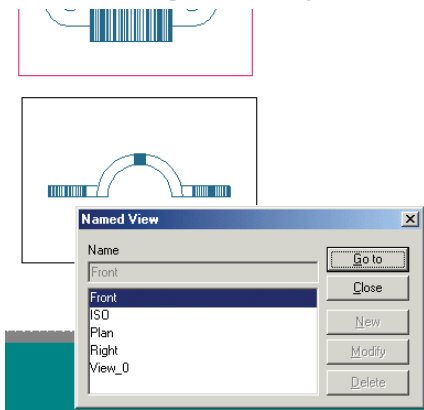 Named View
Name
Front
Front
ISO
Plan
Right
View_0
Go to
Close
New
Modify
Delete